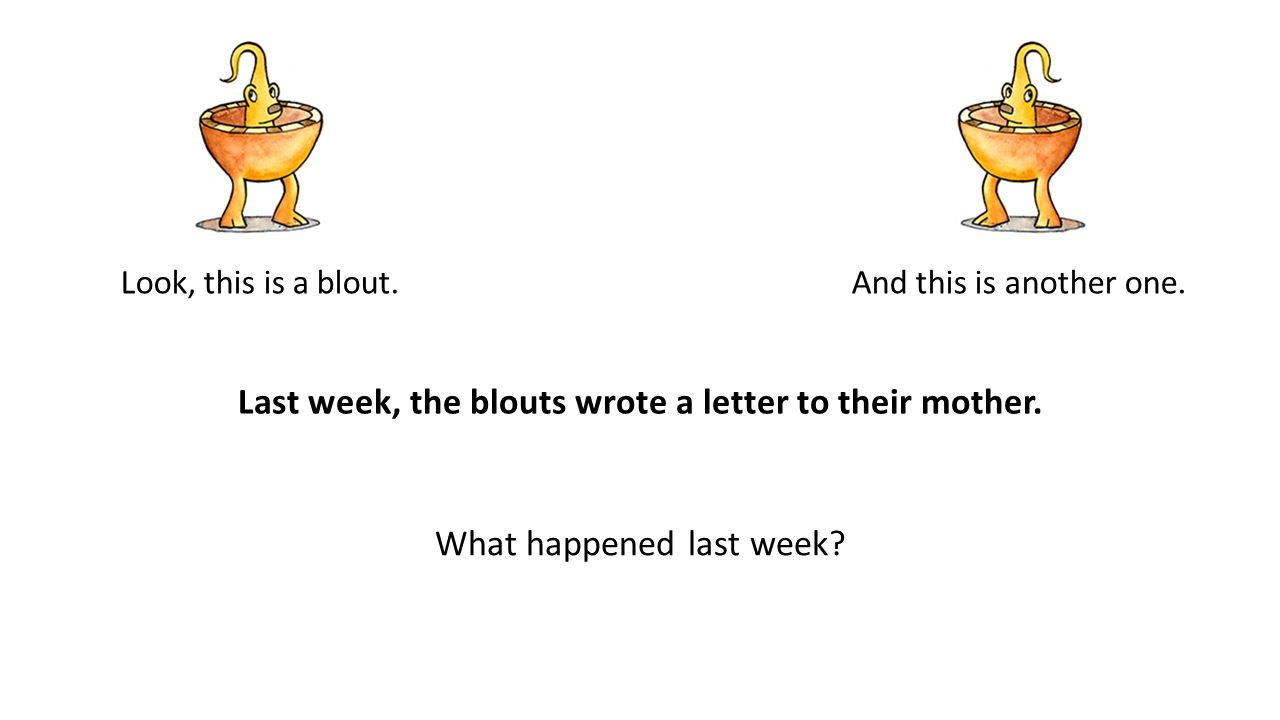 Look, this is a blout.
And this is another one.
Last week, the blouts wrote a letter to their mother.
What happened last week?